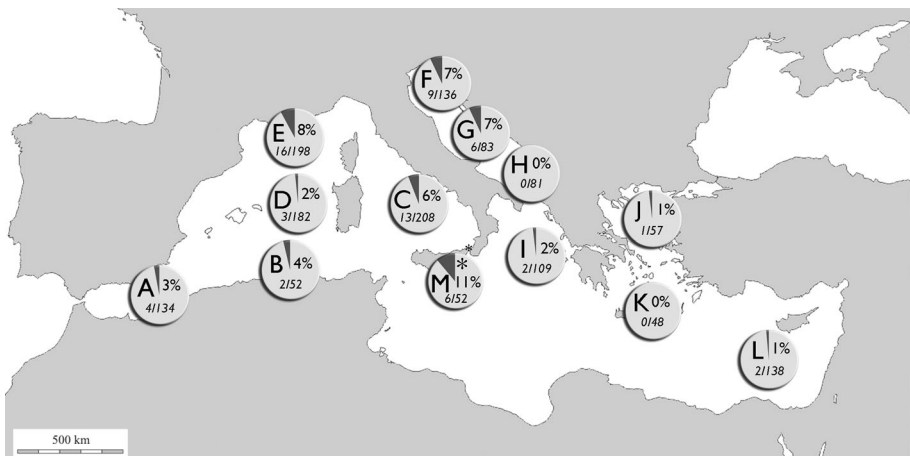 F 7%
9/136
E 8%
16/198
G 7%
6/83
H 0%
0/81
D 2%
3/182
C 6%
13/208
J 1%
1/57
*
I 2%
2/109
B 4%
2/52
*
M 11%
6/52
A 3%
4/134
K 0%
0/48
L 1%
2/138
500 km